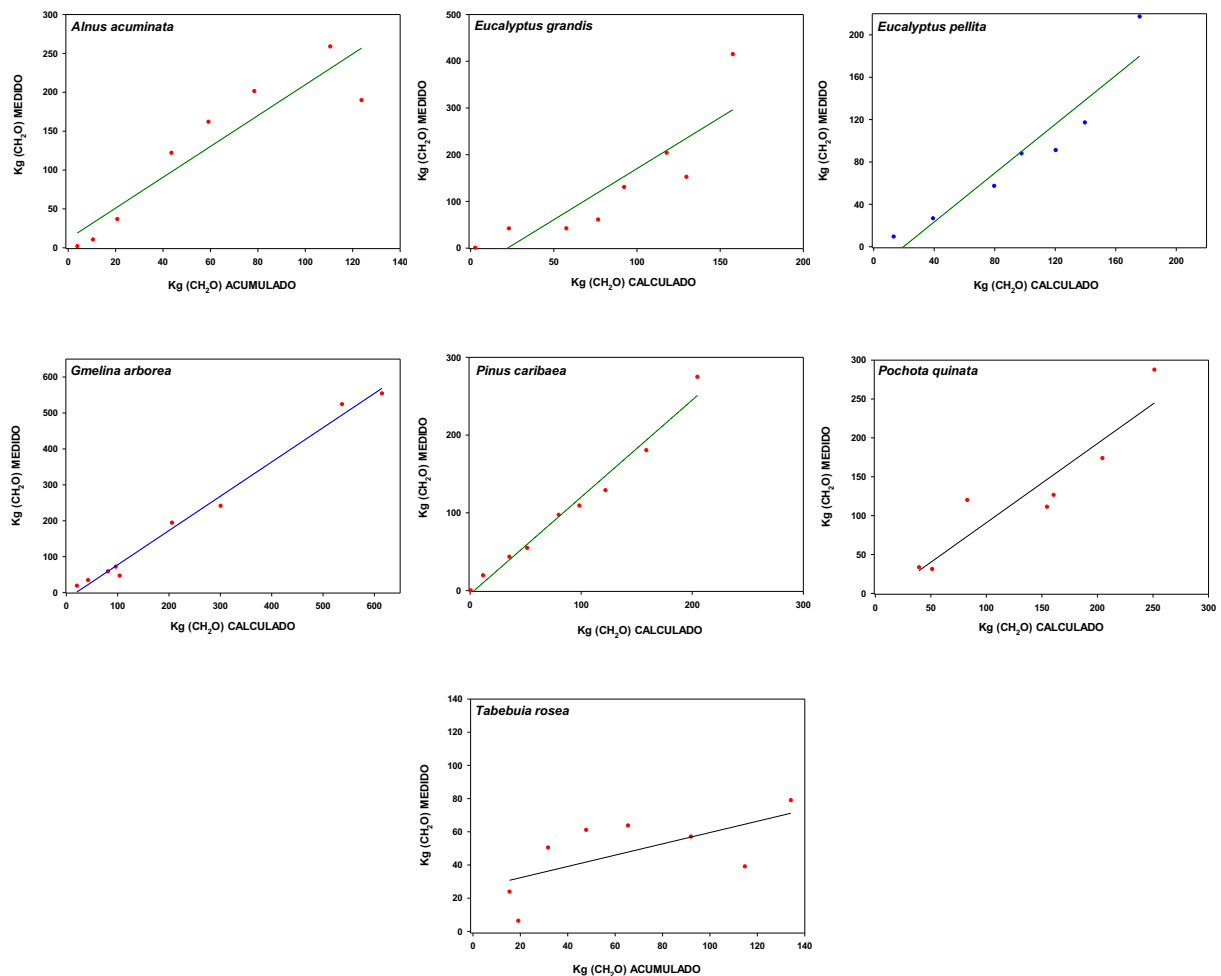 Alnus acuminata
Kg (CH₂O) MEDIDO
300
250
200
150
100
50
0
0 20 40 60 80 100 120 140
Kg (CH₂O) ACUMULADO
Eucalyptus grandis
Kg (CH₂O) MEDIDO
500
400
300
200
100
0
0 50 100 150 200
Kg (CH₂O) CALCULADO
Eucalyptus pellita
Kg (CH₂O) MEDIDO
200
160
120
80
40
0
0 40 80 120 160 200
Kg (CH₂O) CALCULADO
Gmelina arborea
Kg (CH₂O) MEDIDO
600
500
400
300
200
100
0
0 100 200 300 400 500 600
Kg (CH₂O) CALCULADO
Pinus caribaea
Kg (CH₂O) MEDIDO
300
200
100
0
0 100 200 300
Kg (CH₂O) CALCULADO
Pochota quinata
Kg (CH₂O) MEDIDO
300
250
200
150
100
50
0
0 50 100 150 200 250 300
Kg (CH₂O) CALCULADO
Tabebuia rosea
Kg (CH₂O) MEDIDO
140
120
100
80
60
40
20
0
0 20 40 60 80 100 120 140
Kg (CH₂O) ACUMULADO